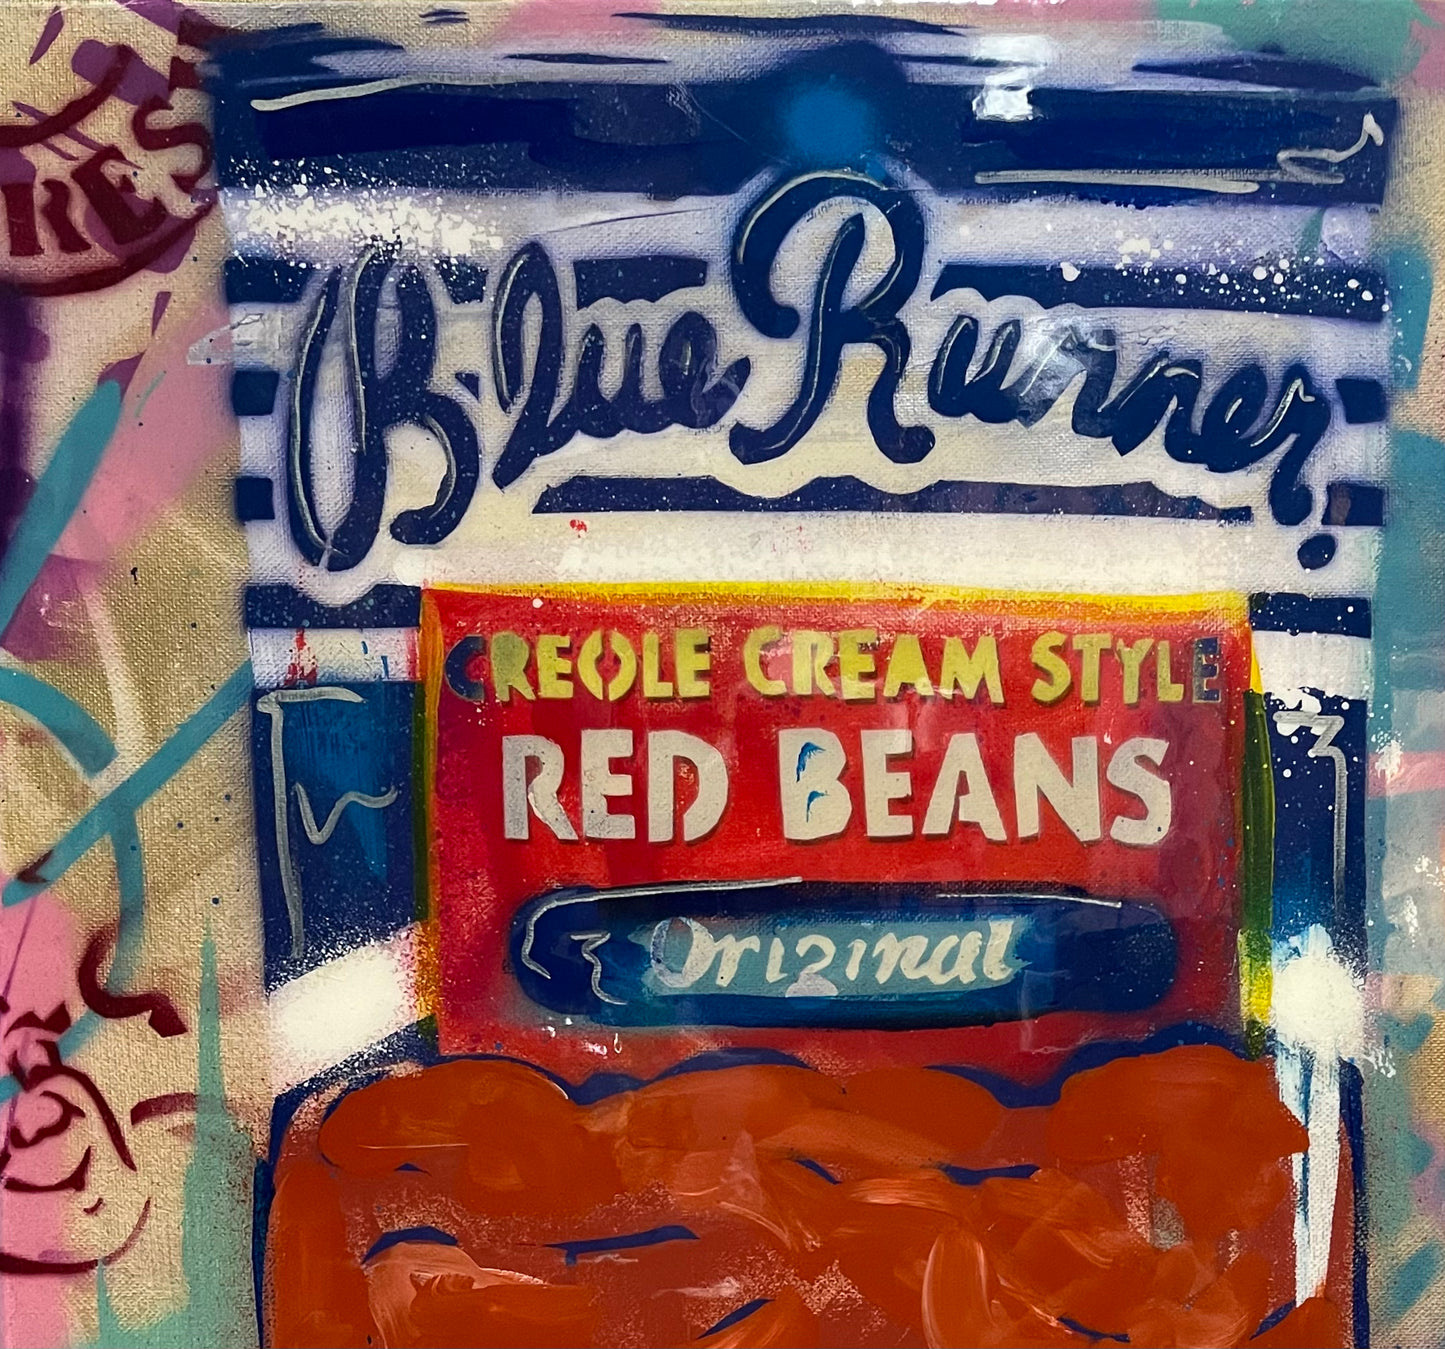 Blue Runner
CREOLE CREAM STYLE
RED BEANS
Original